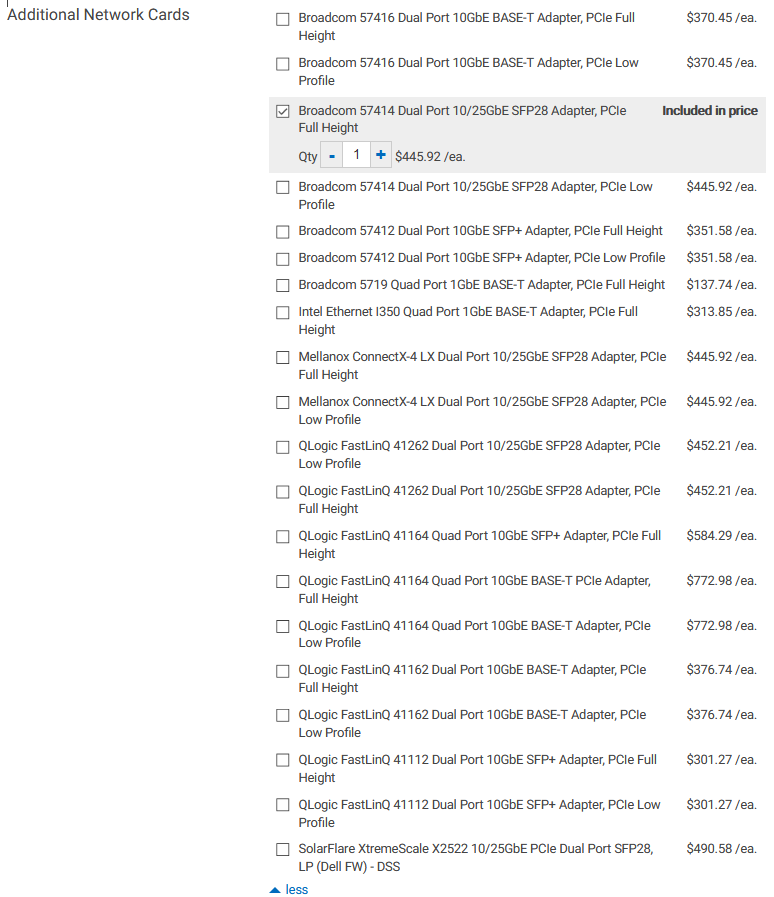 Additional Network Cards
Broadcom 57416 Dual Port 10GbE BASE-T Adapter, PCIe Full $370.45 /ea.
Height
Broadcom 57416 Dual Port 10GbE BASE-T Adapter, PCIe Low $370.45 /ea.
Profile
Broadcom 57414 Dual Port 10/25GbE SFP28 Adapter, PCIe Included in price
Full Height
Qty - 1 + $445.92 /ea.
Broadcom 57414 Dual Port 10/25GbE SFP28 Adapter, PCIe Low $445.92 /ea.
Profile
Broadcom 57412 Dual Port 10GbE SFP+ Adapter, PCIe Full Height $351.58 /ea.
Broadcom 57412 Dual Port 10GbE SFP+ Adapter, PCIe Low Profile $351.58 /ea.
Broadcom 5719 Quad Port 1GbE BASE-T Adapter, PCIe Full Height $137.74 /ea.
Intel Ethernet I350 Quad Port 1GbE BASE-T Adapter, PCIe Full $313.85 /ea.
Height
Mellanox ConnectX-4 LX Dual Port 10/25GbE SFP28 Adapter, PCIe $445.92 /ea.
Full Height
Mellanox ConnectX-4 LX Dual Port 10/25GbE SFP28 Adapter, PCIe $445.92 /ea.
Low Profile
QLogic FastLinQ 41262 Dual Port 10/25GbE SFP28 Adapter, PCIe $452.21 /ea.
Low Profile
QLogic FastLinQ 41262 Dual Port 10/25GbE SFP28 Adapter, PCIe $452.21 /ea.
Full Height
QLogic FastLinQ 41164 Quad Port 10GbE SFP+ Adapter, PCIe Full $584.29 /ea.
Height
QLogic FastLinQ 41164 Quad Port 10GbE BASE-T PCIe Adapter, $772.98 /ea.
Full Height
QLogic FastLinQ 41164 Quad Port 10GbE BASE-T Adapter, PCIe $772.98 /ea.
Low Profile
QLogic FastLinQ 41162 Dual Port 10GbE BASE-T Adapter, PCIe $376.74 /ea.
Full Height
QLogic FastLinQ 41162 Dual Port 10GbE BASE-T Adapter, PCIe $376.74 /ea.
Low Profile
QLogic FastLinQ 41112 Dual Port 10GbE SFP+ Adapter, PCIe Full $301.27 /ea.
Height
QLogic FastLinQ 41112 Dual Port 10GbE SFP+ Adapter, PCIe Low $301.27 /ea.
Profile
SolarFlare XtremeScale X2522 10/25GbE PCIe Dual Port SFP28, $490.58 /ea.
LP (Dell FW) - DSS
less